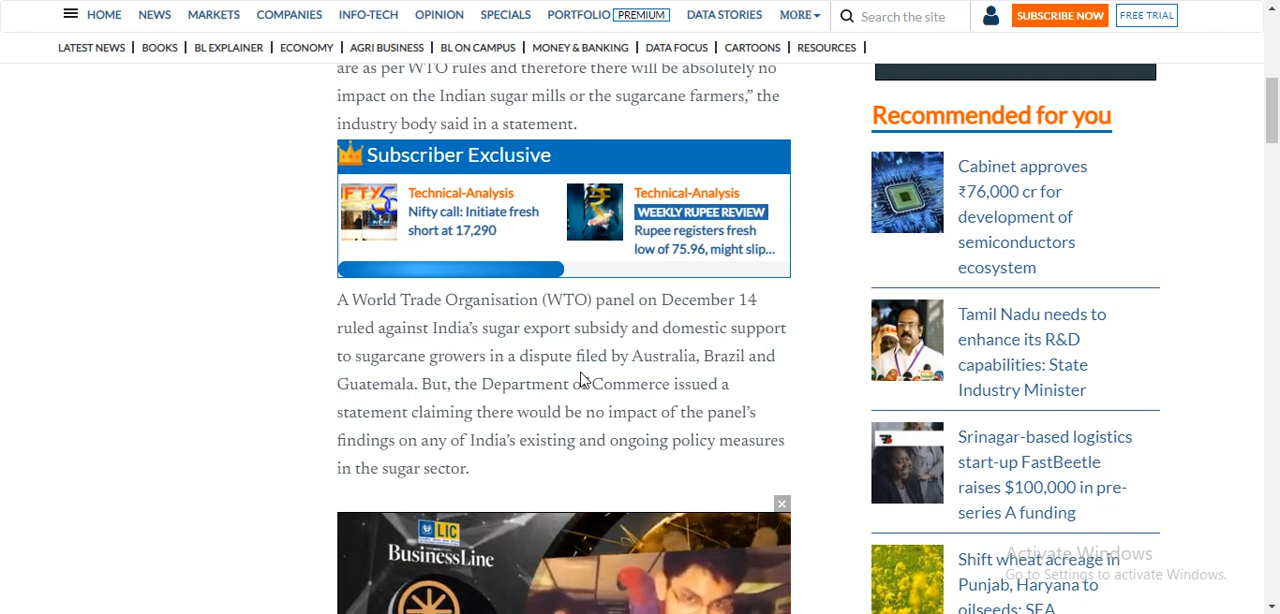 HOME NEWS MARKETS COMPANIES INFO-TECH OPINION SPECIALS PORTFOLIO PREMIUM DATA STORIES MORE Search the site SUBSCRIBE NOW FREE TRIAL
LATEST NEWS BOOKS BL EXPLAINER ECONOMY AGRI BUSINESS BL ON CAMPUS MONEY & BANKING DATA FOCUS CARTOONS RESOURCES
are as per WTO rules and therefore there will be absolutely no
impact on the Indian sugar mills or the sugarcane farmers,” the
industry body said in a statement.
Subscriber Exclusive
Technical-Analysis
Nifty call: Initiate fresh
short at 17,290
Technical-Analysis
WEEKLY RUPEE REVIEW
Rupee registers fresh
low of 75.96, might slip...
A World Trade Organisation (WTO) panel on December 14
ruled against India’s sugar export subsidy and domestic support
to sugarcane growers in a dispute filed by Australia, Brazil and
Guatemala. But, the Department of Commerce issued a
statement claiming there would be no impact of the panel’s
findings on any of India’s existing and ongoing policy measures
in the sugar sector.
LIC
BusinessLine
Recommended for you
Cabinet approves
₹76,000 cr for
development of
semiconductors
ecosystem
Tamil Nadu needs to
enhance its R&D
capabilities: State
Industry Minister
Srinagar-based logistics
start-up FastBeetle
raises $100,000 in pre-
series A funding
Shift wheat acreage in
Punjab, Haryana to
oilseeds: SEA
Activate Windows
Go to Settings to activate Windows.